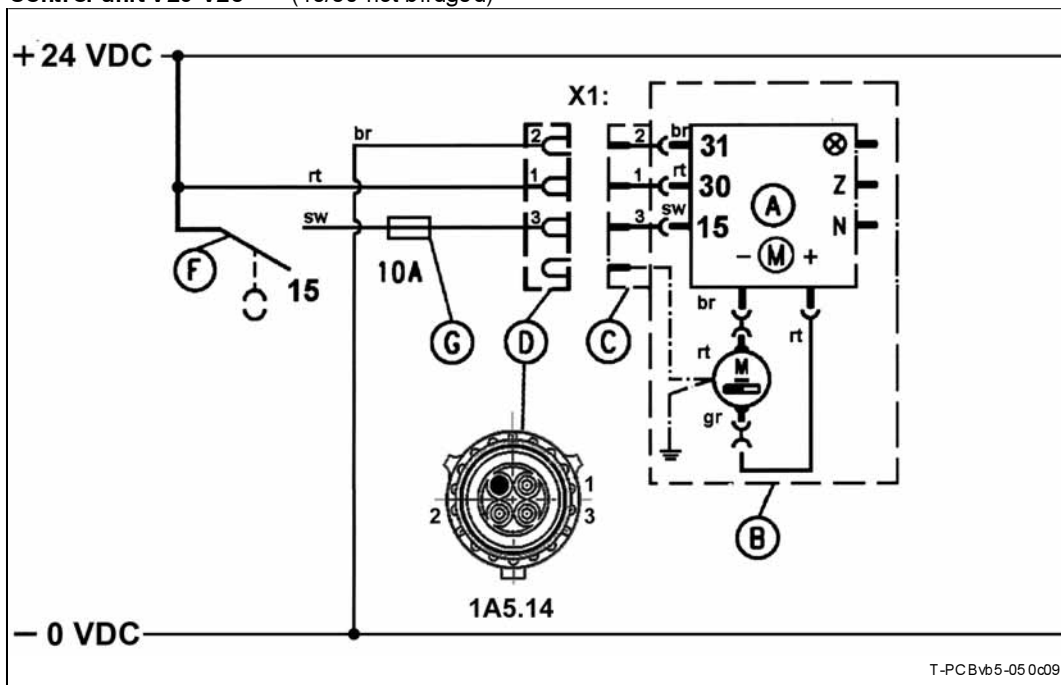 + 24 VDC
X1:
br 2 2 br 31
rt 1 1 rt 30 Z
sw 3 3 sw 15 N
A
F 15 10A - M +
G D C br rt
rt M
gr
1
2 3
B
1A5.14
— 0 VDC
T-PCBvb5-050c09